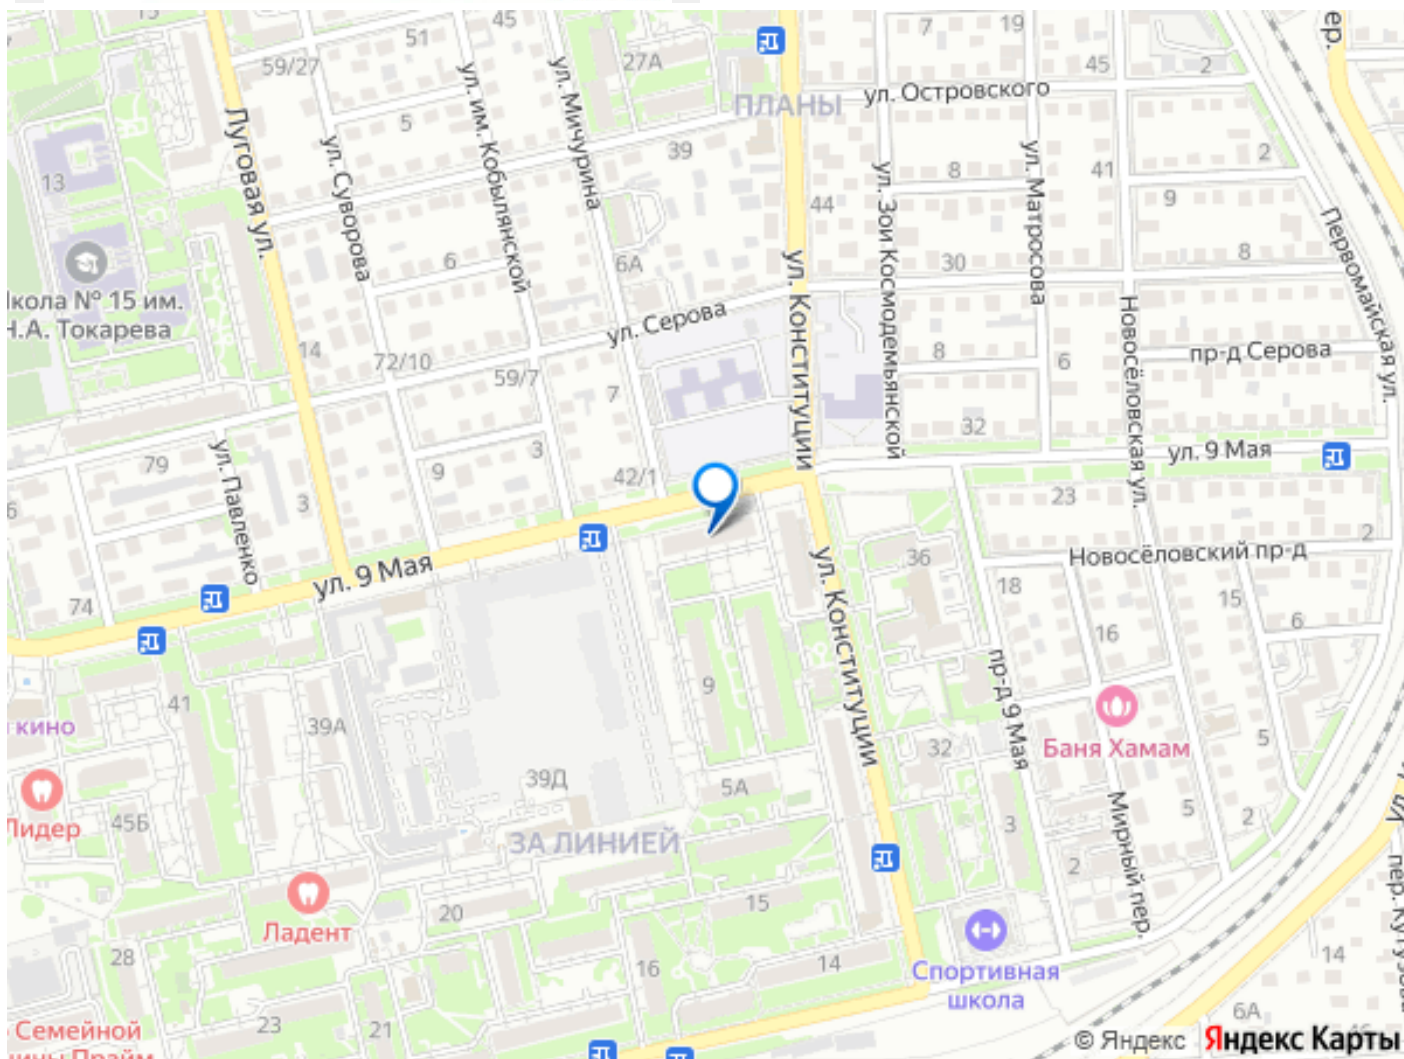 45
51
59/27
27А
7
19
45
2
ул. Островского
ПЛАНЫ
Луговая ул.
ул. Суворова
5
ул. им. Кобылянской
ул. Мичурина
39
8
41
2
ул. Матросова
ул. Зои Космодемьянской
9
13
44
Первомайская ул.
6
6А
30
8
ул. Конституции
№ 15 им.
Токарева
ул. Серова
Новосёловская ул.
14
72/10
59/7
7
8
6
пр-д Серова
32
3
ул. 9 Мая
79
ул. Павленко
3
9
42/1
23
36
ул. 9 Мая
Новосёловский пр-д
2
18
15
74
16
6
ул. Конституции
пр-д 9 Мая
41
39А
9
кино
Баня Хамам
5
32
39Д
5А
Лидер
45Б
Мирный пер.
5
2
3
ЗА ЛИНИЕЙ
2
20
15
Ладент
пер. Кутузова
28
16
14
14
Спортивная
школа
23
21
6А
Семейной
Прайм
© Яндекс Яндекс Карты